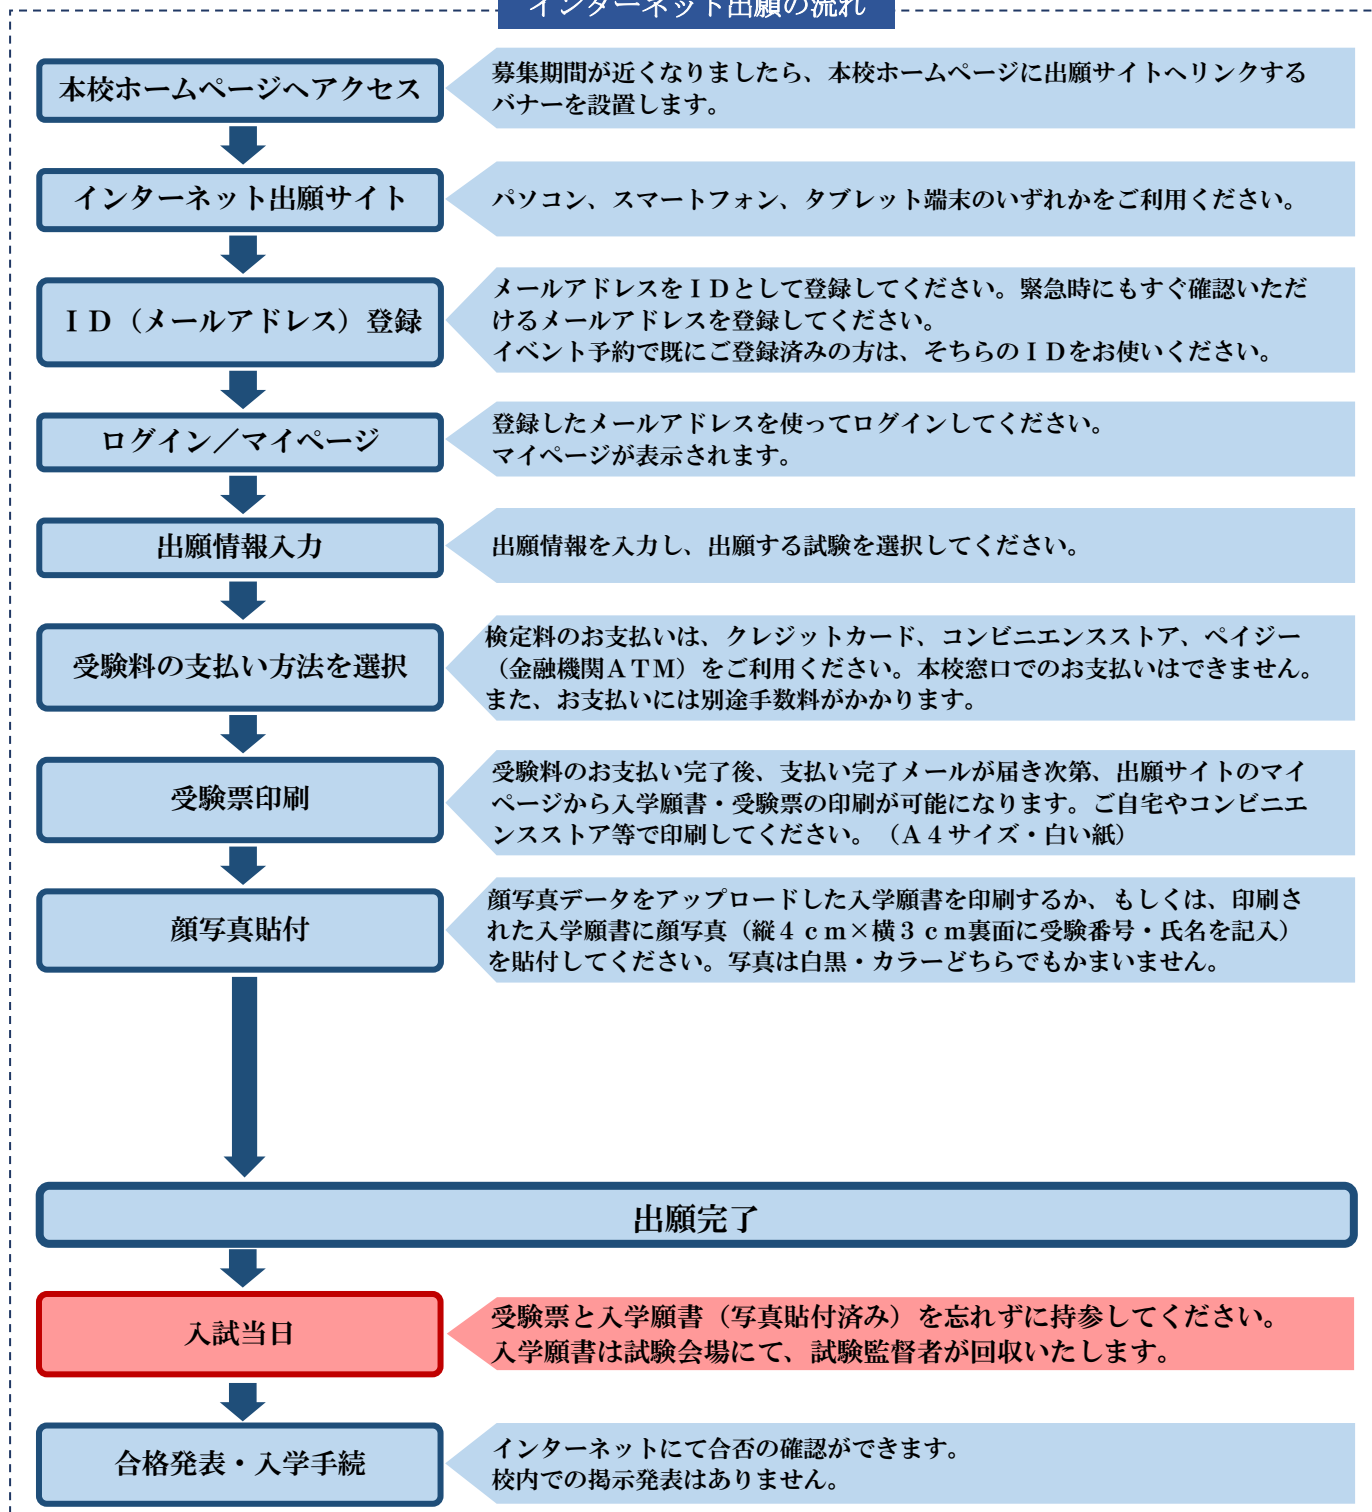 インターネット出願の流れ
本校ホームページへアクセス
募集期間が近くなりましたら、本校ホームページに出願サイトへリンクする
バナーを設置します。
インターネット出願サイト
パソコン、スマートフォン、タブレット端末のいずれかをご利用ください。
ＩＤ（メールアドレス）登録
メールアドレスをＩＤとして登録してください。緊急時にもすぐ確認いただ
けるメールアドレスを登録してください。
イベント予約で既にご登録済みの方は、そちらのＩＤをお使いください。
ログイン／マイページ
登録したメールアドレスを使ってログインしてください。
マイページが表示されます。
出願情報入力
出願情報を入力し、出願する試験を選択してください。
受験料の支払い方法を選択
検定料のお支払いは、クレジットカード、コンビニエンスストア、ペイジー
（金融機関ＡＴＭ）をご利用ください。本校窓口でのお支払いはできません。
また、お支払いには別途手数料がかかります。
受験票印刷
受験料のお支払い完了後、支払い完了メールが届き次第、出願サイトのマイ
ページから入学願書・受験票の印刷が可能になります。ご自宅やコンビニエ
ンスストア等で印刷してください。（Ａ４サイズ・白い紙）
顔写真貼付
顔写真データをアップロードした入学願書を印刷するか、もしくは、印刷さ
れた入学願書に顔写真（縦４ｃｍ×横３ｃｍ裏面に受験番号・氏名を記入）
を貼付してください。写真は白黒・カラーどちらでもかまいません。
出願完了
入試当日
受験票と入学願書（写真貼付済み）を忘れずに持参してください。
入学願書は試験会場にて、試験監督者が回収いたします。
合格発表・入学手続
インターネットにて合否の確認ができます。
校内での掲示発表はありません。